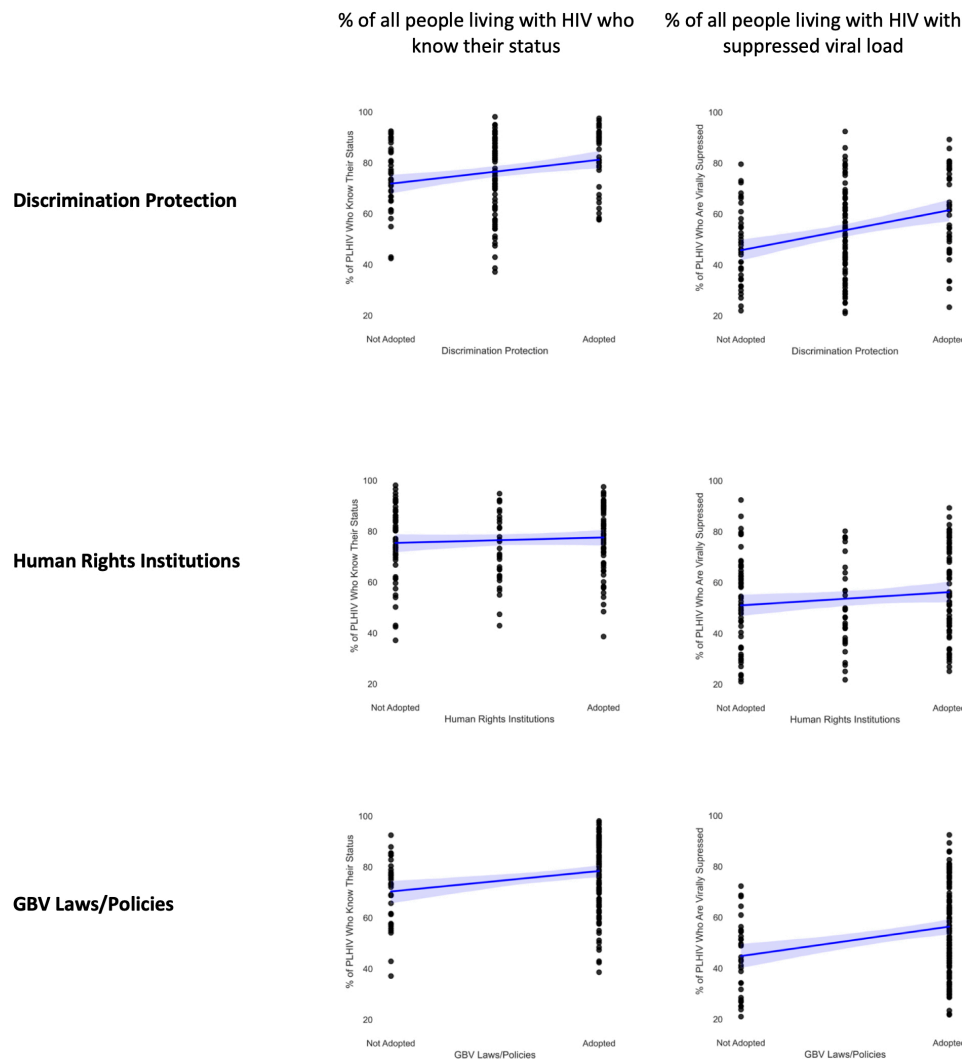 % of all people living with HIV who
know their status
% of all people living with HIV with
suppressed viral load
Discrimination Protection
% of PLHIV Who Know Their Status
100
80
60
40
20
Not Adopted
Adopted
Discrimination Protection
% of PLHIV Who Are Virally Supressed
100
80
60
40
20
Not Adopted
Adopted
Discrimination Protection
Human Rights Institutions
% of PLHIV Who Know Their Status
100
80
60
40
20
Not Adopted
Adopted
Human Rights Institutions
% of PLHIV Who Are Virally Supressed
100
80
60
40
20
Not Adopted
Adopte
Human Rights Institutions
GBV Laws/Policies
% of PLHIV Who Know Their Status
100
80
60
40
20
Not Adopted
Adopted
GBV Laws/Policies
% of PLHIV Who Are Virally Supressed
100
80
60
40
20
Not Adopted
Adopte
GBV Laws/Policies